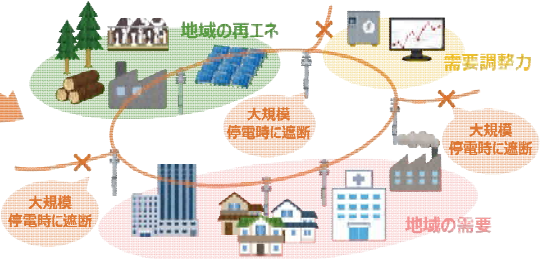 地域の再エネ
需要調整力
大規模
停電時に遮断
大規模
停電時に遮断
大規模
停電時に遮断
地域の需要